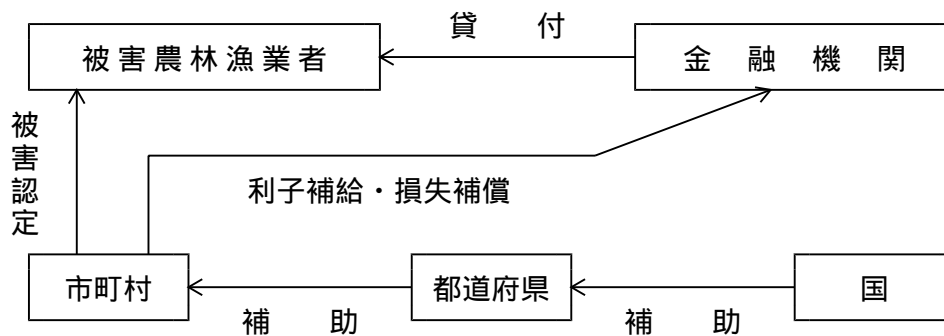 貸付
被害農林漁業者
金融機関
被害認定
利子補給・損失補償
市町村
都道府県
国
補助
補助